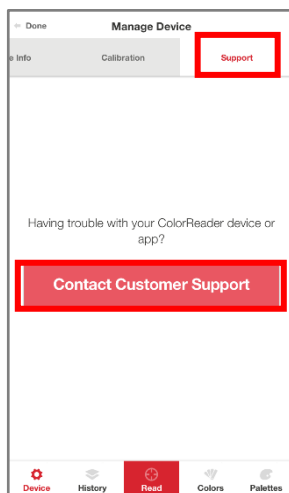 ← Done Manage Device
e Info Calibration Support
Having trouble with your ColorReader device or
app?
Contact Customer Support
Device History Read Colors Palettes